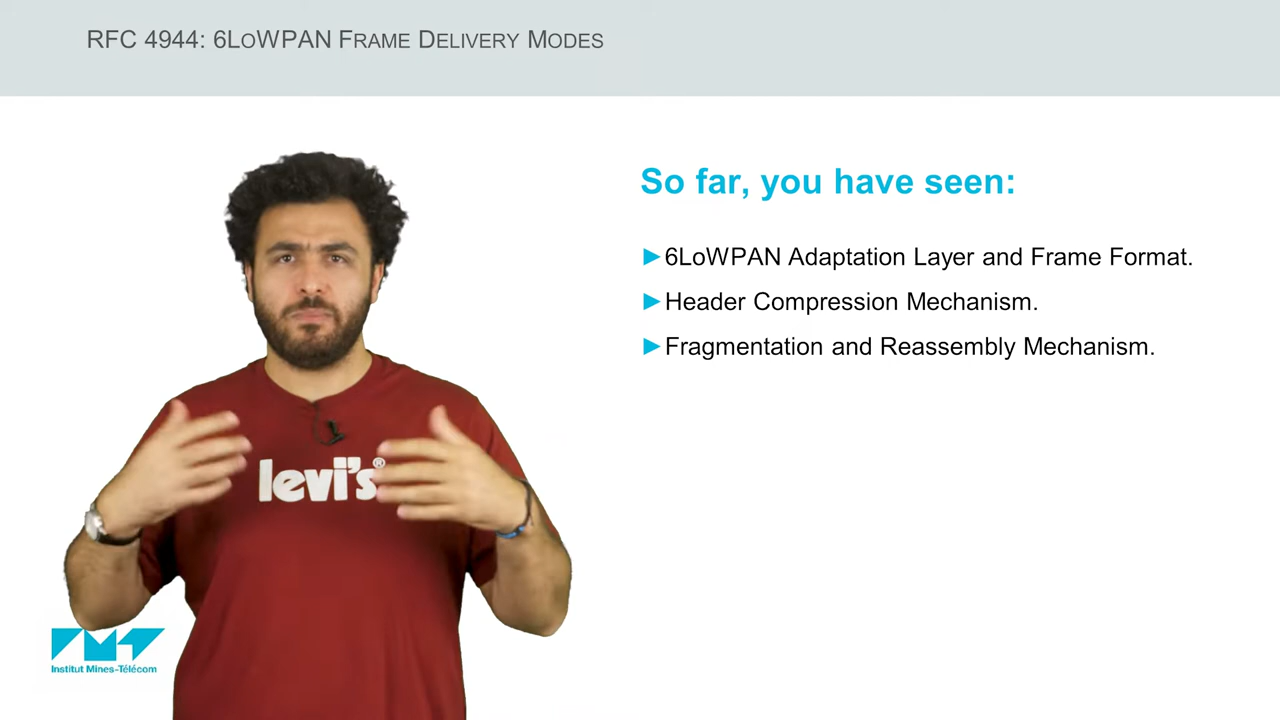 RFC 4944: 6LoWPAN Frame Delivery Modes
So far, you have seen:
►6LoWPAN Adaptation Layer and Frame Format.
►Header Compression Mechanism.
►Fragmentation and Reassembly Mechanism.
levi's®
Institut Mines-Télécom